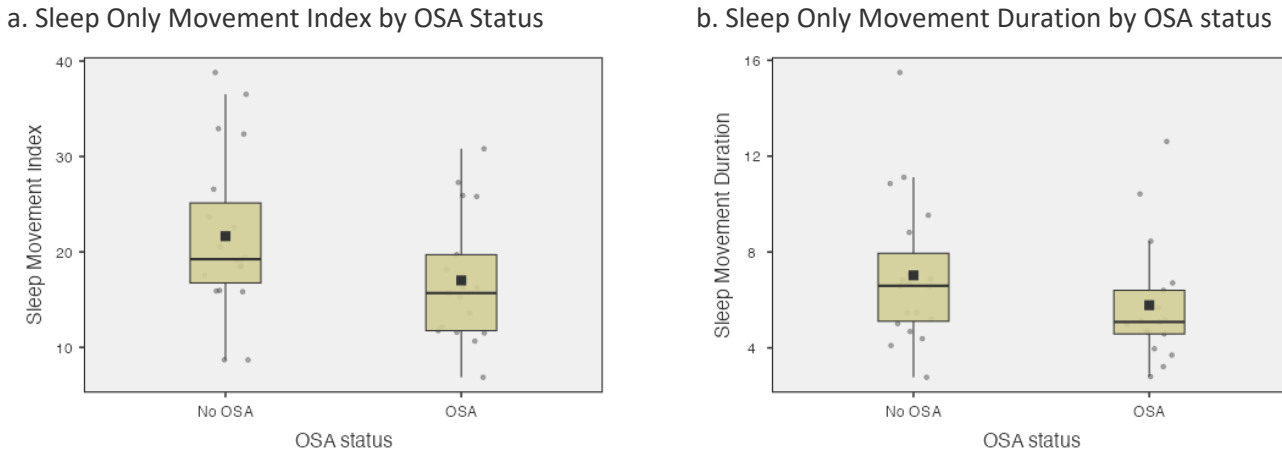 a. Sleep Only Movement Index by OSA Status
40
30
20
10
Sleep Movement Index
No OSA
OSA
OSA status
b. Sleep Only Movement Duration by OSA status
16
12
8
4
Sleep Movement Duration
No OSA
OSA
OSA status